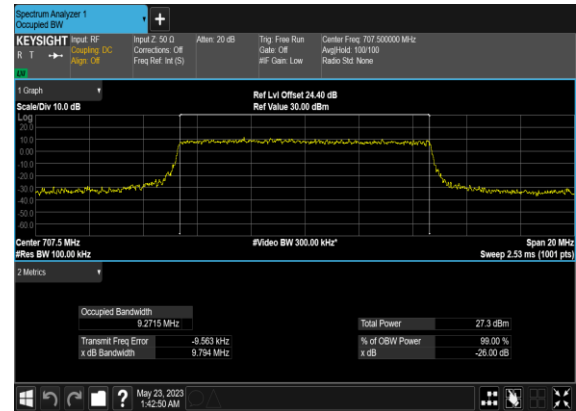 Spectrum Analyzer 1
Occupied BW
KEYSIGHT
R T
LXI
Input: RF
Coupling: DC
Align: Off
Input Z: 50 Ω
Corrections: Off
Freq Ref: Int (S)
Atten: 20 dB
Trig: Free Run
Gate: Off
#IF Gain: Low
Center Freq: 707.500000 MHz
Avg|Hold: 100/100
Radio Std: None
1 Graph
Scale/Div 10.0 dB
Ref Lvl Offset 24.40 dB
Ref Value 30.00 dBm
Log
20.0
10.0
0.00
-10.0
-20.0
-30.0
-40.0
-50.0
-60.0
Center 707.5 MHz
#Res BW 100.00 kHz
#Video BW 300.00 kHz*
Span 20 MHz
Sweep 2.53 ms (1001 pts)
2 Metrics
Occupied Bandwidth
9.2715 MHz
Total Power 27.3 dBm
Transmit Freq Error -9.563 kHz
% of OBW Power 99.00 %
x dB Bandwidth 9.794 MHz
x dB -26.00 dB
?
May 23, 2023
1:42:50 AM